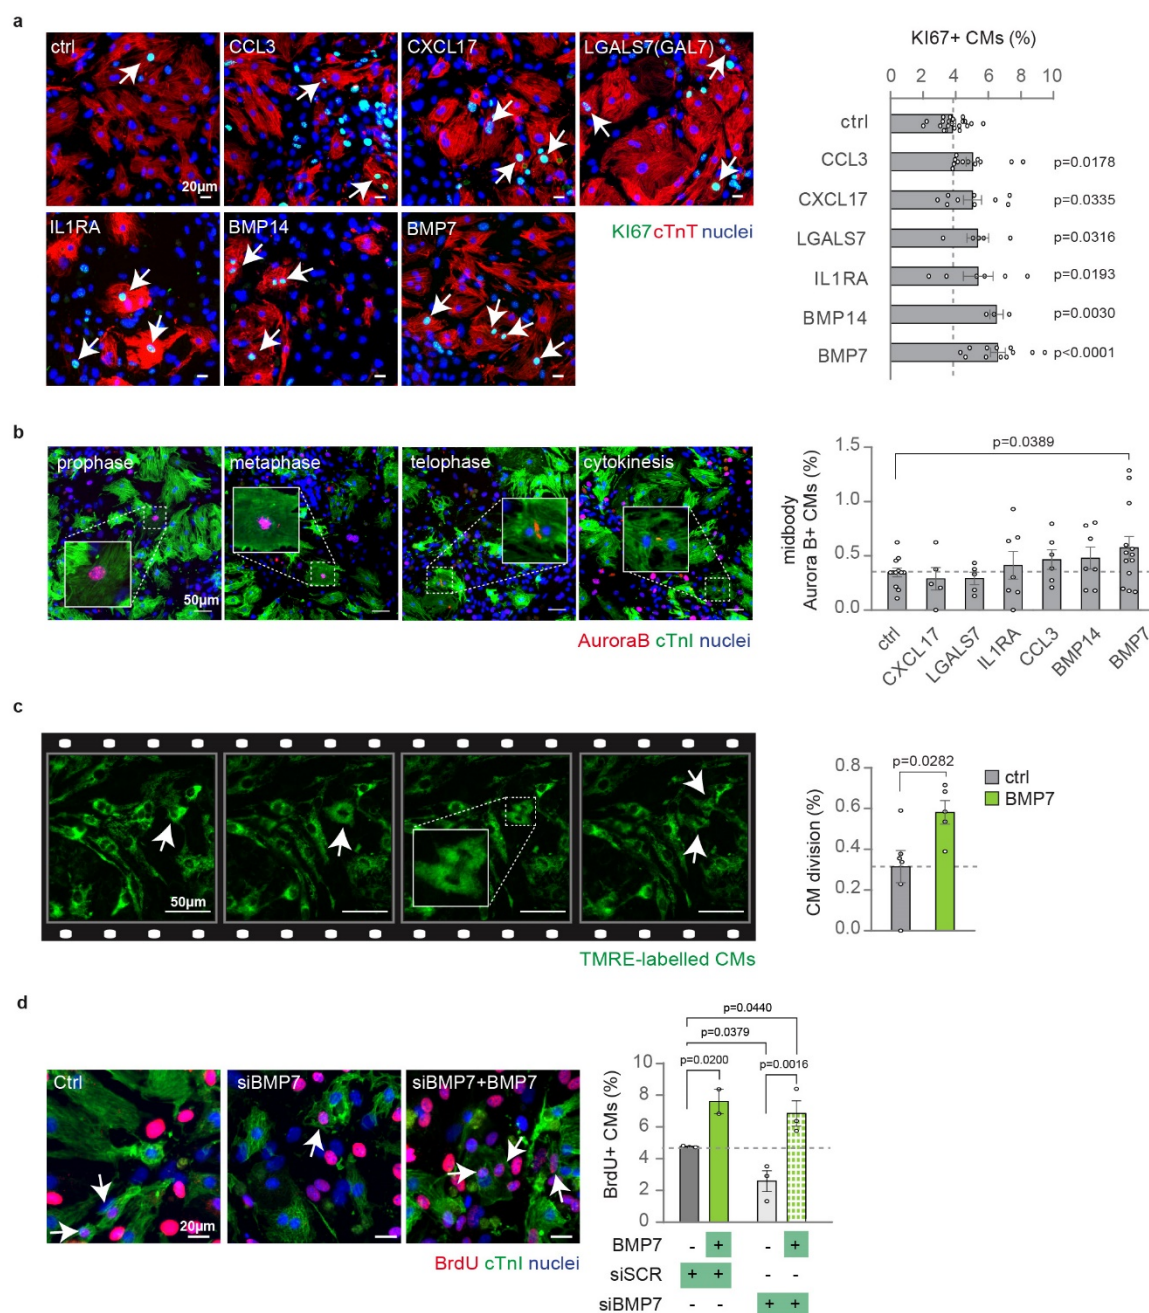 a
ctrl
CCL3
CXCL17
LGALS7(GAL7)
20µm
IL1RA
BMP14
BMP7
KI67cTnT nuclei
KI67+ CMs (%)
0 2 4 6 8 10
ctrl
CCL3 p=0.0178
CXCL17 p=0.0335
LGALS7 p=0.0316
IL1RA p=0.0193
BMP14 p=0.0030
BMP7 p<0.0001
b
prophase
metaphase
telophase
cytokinesis
50µm
AuroraB cTnI nuclei
midbody
Aurora B+ CMs (%)
1.5
1.0
0.5
0.0
p=0.0389
ctrl
CXCL17
LGALS7
IL1RA
CCL3
BMP14
BMP7
c
50µm
TMRE-labelled CMs
CM division (%)
0.8
0.6
0.4
0.2
0.0
p=0.0282
ctrl
BMP7
d
Ctrl
siBMP7
siBMP7+BMP7
20µm
BrdU cTnI nuclei
BrdU+ CMs (%)
10
8
6
4
2
0
p=0.0440
p=0.0379
p=0.0200
p=0.0016
BMP7 - + - +
siSCR + + - -
siBMP7 - - + +